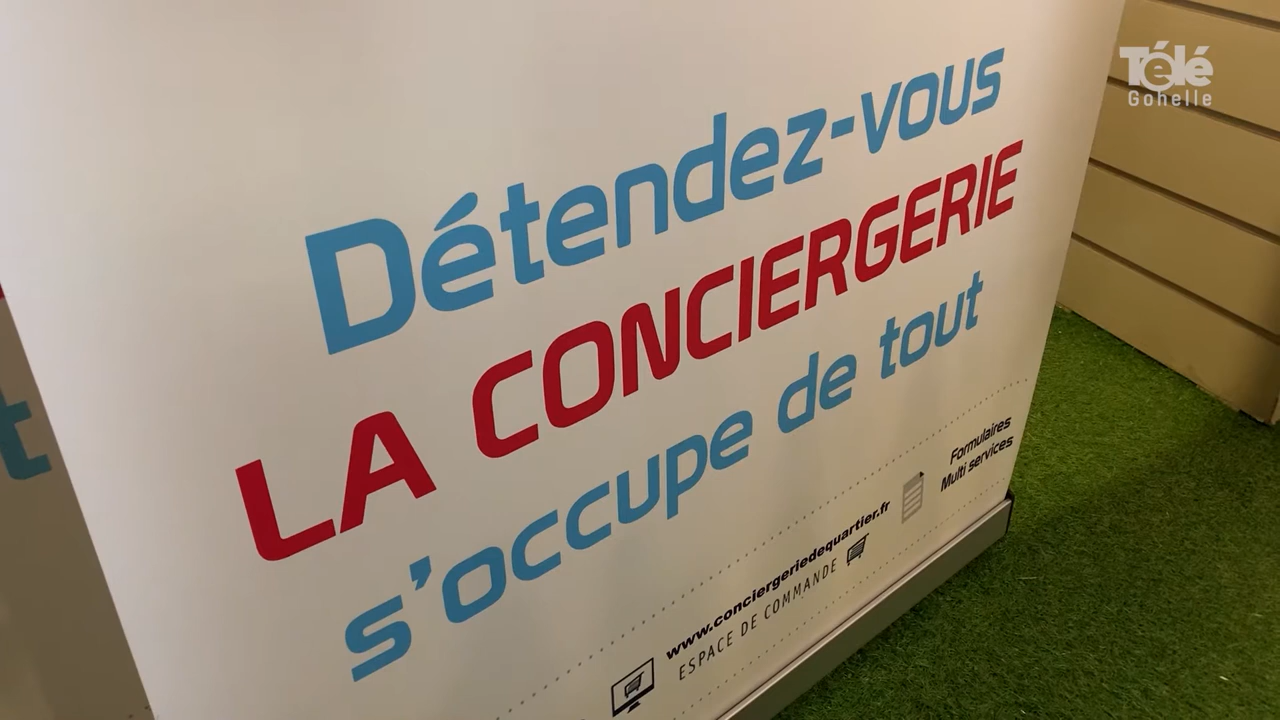 Télé
Gohelle
Détendez-vous
LA CONCIERGERIE
s'occupe de tout
t
Formulaires
Multi services
www.conciergeriedequartier.fr
ESPACE DE COMMANDE